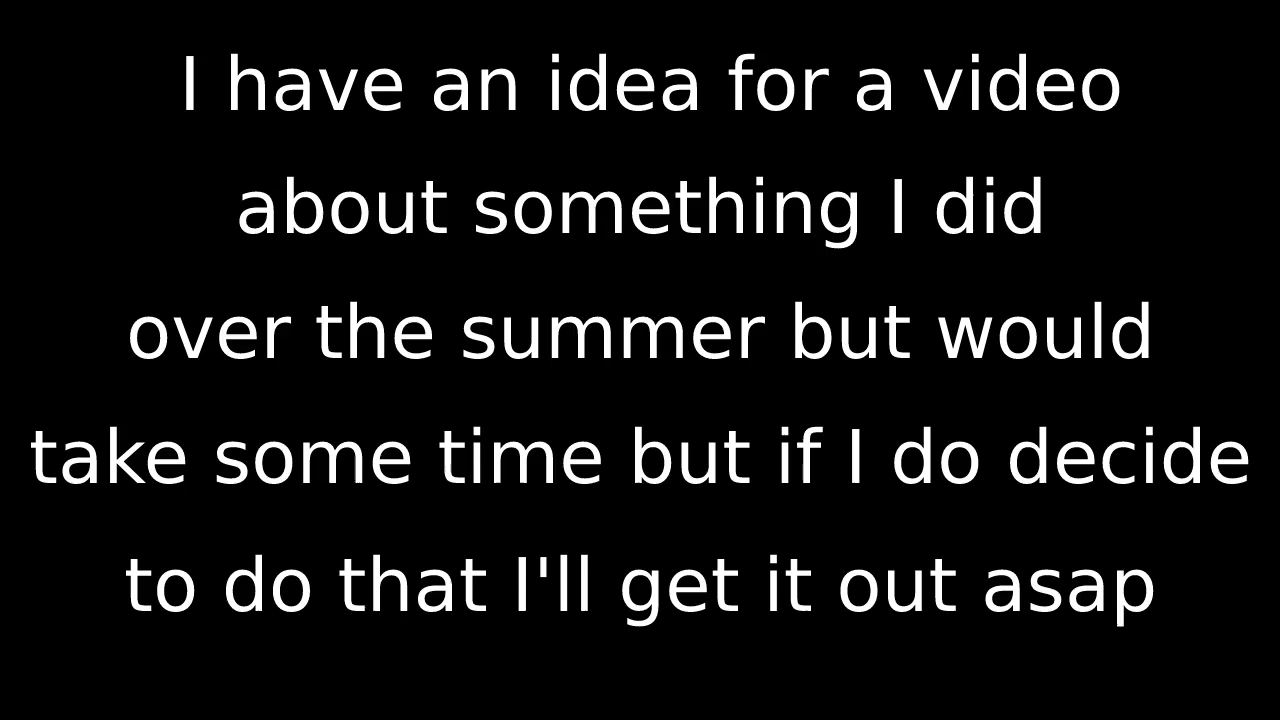 I have an idea for a video
about something I did
over the summer but would
take some time but if I do decide
to do that I'll get it out asap